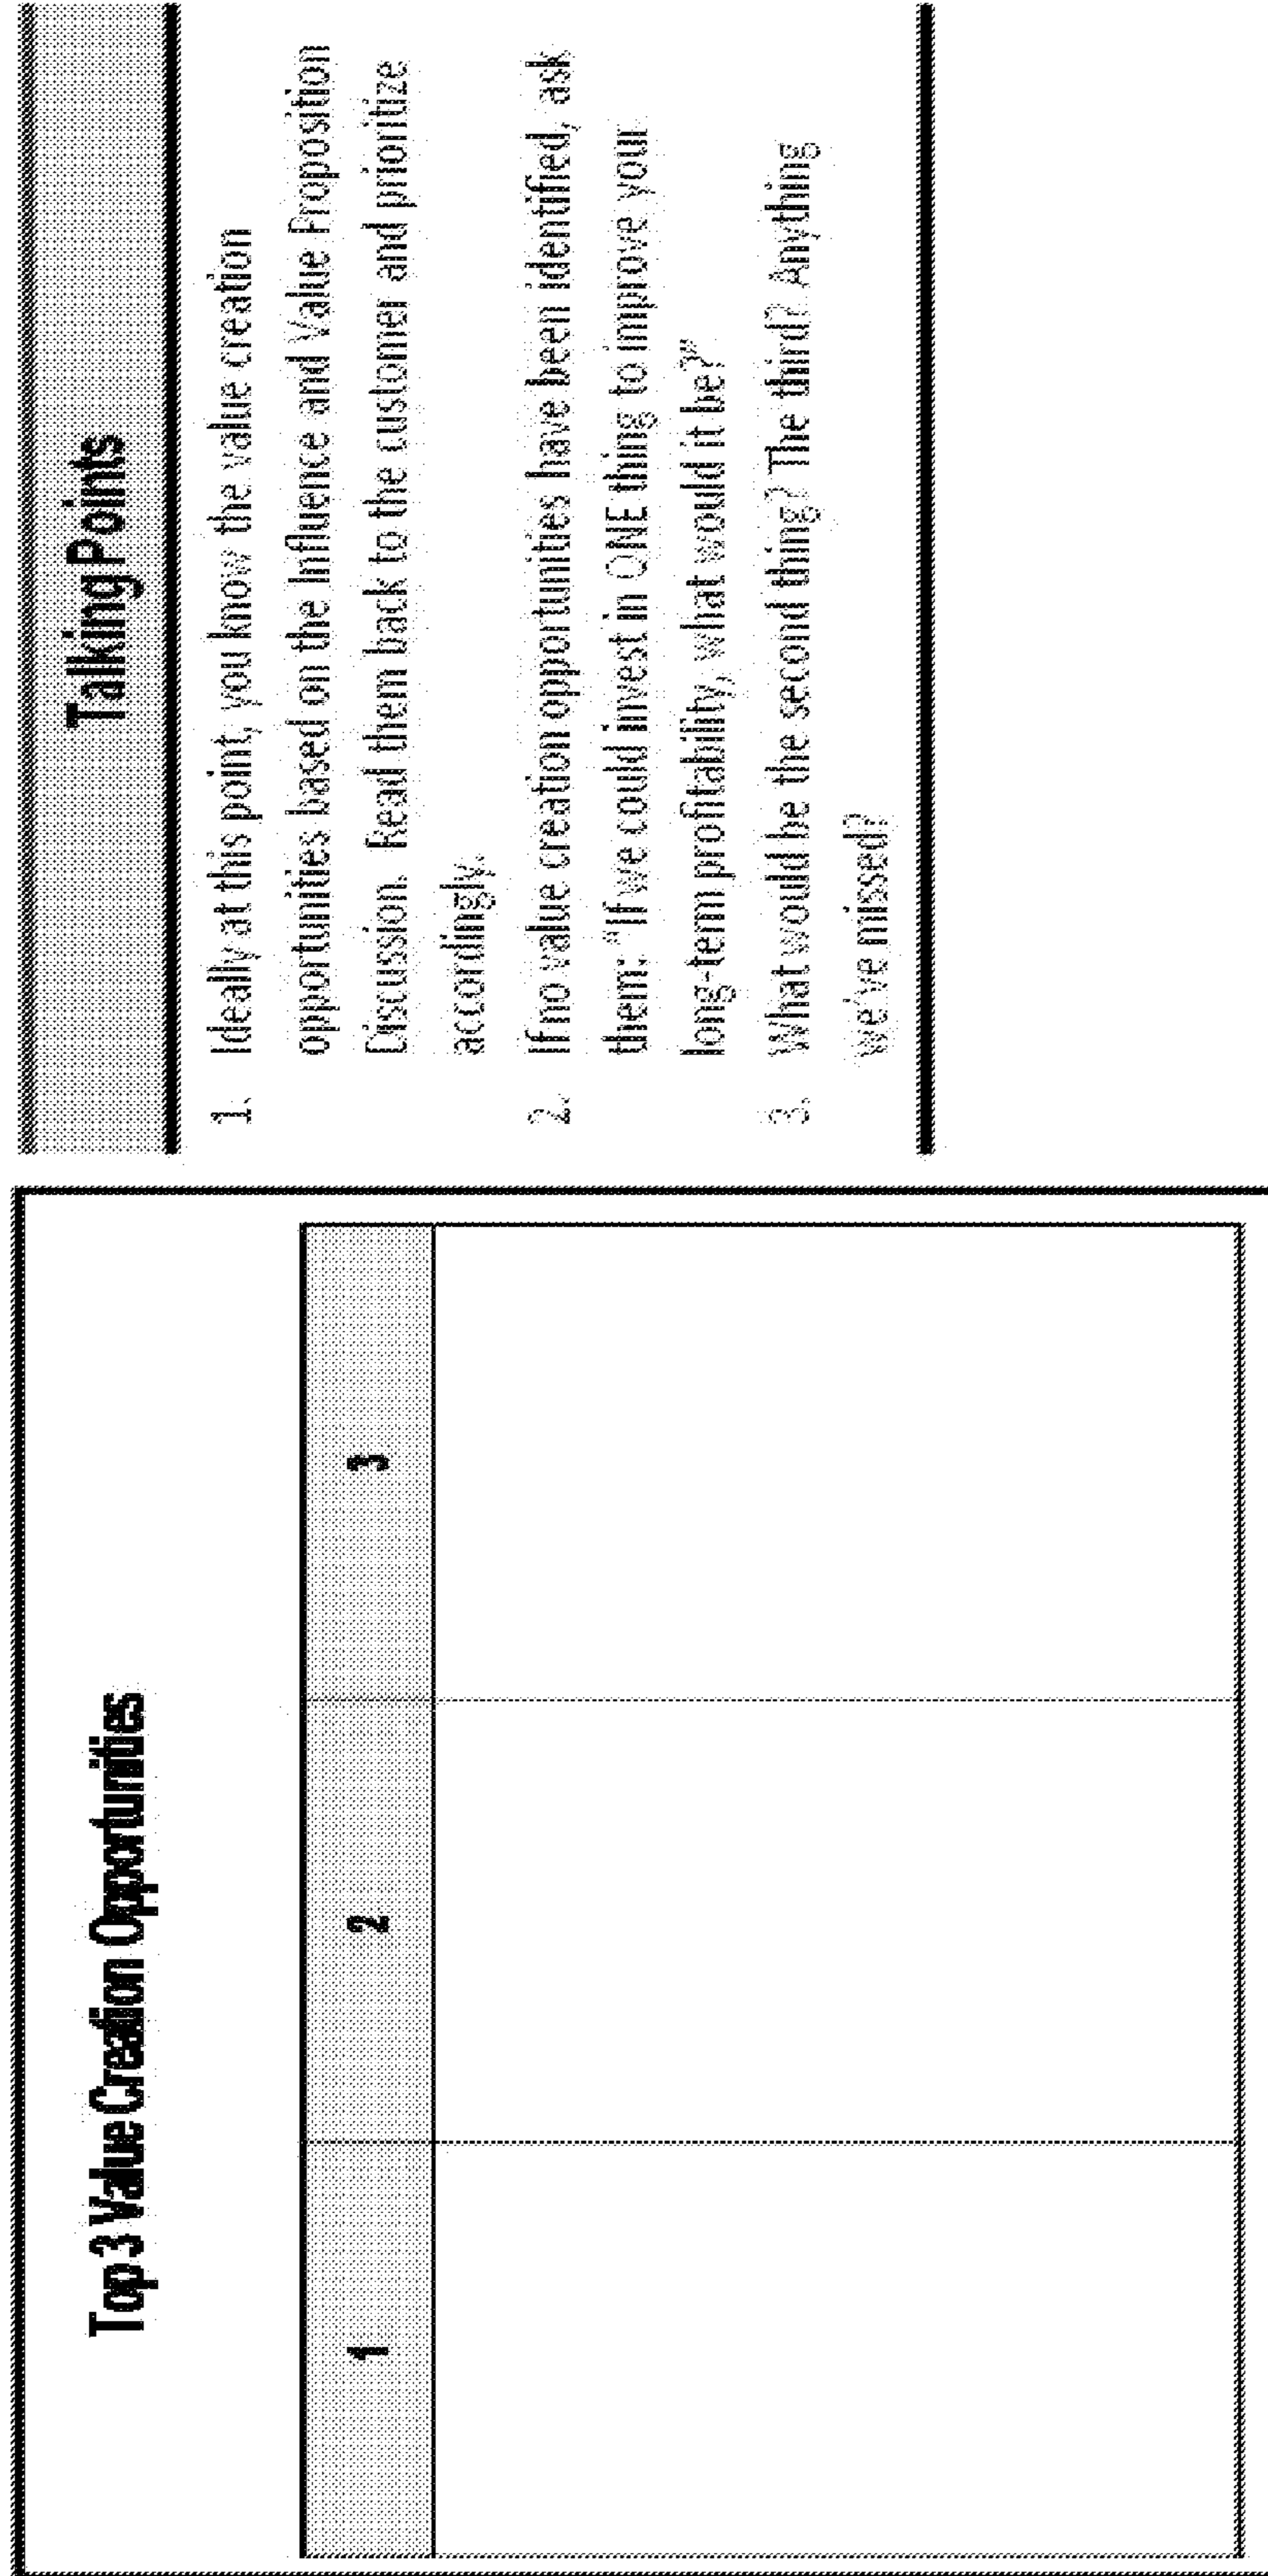 Top 3 Value Creation Opportunities
1 2 3
Talking Points
1. Ideally at this point, you know the value creation
opportunities based on the Influence and Value Proposition
Discussion. Read them back to the customer and prioritize
accordingly.
2. If no value creation opportunities have been identified, ask
them: "If we could invest in ONE thing to improve your
long-term profitability, what would it be?"
3. What would be the second thing? The third? Anything
we've missed?